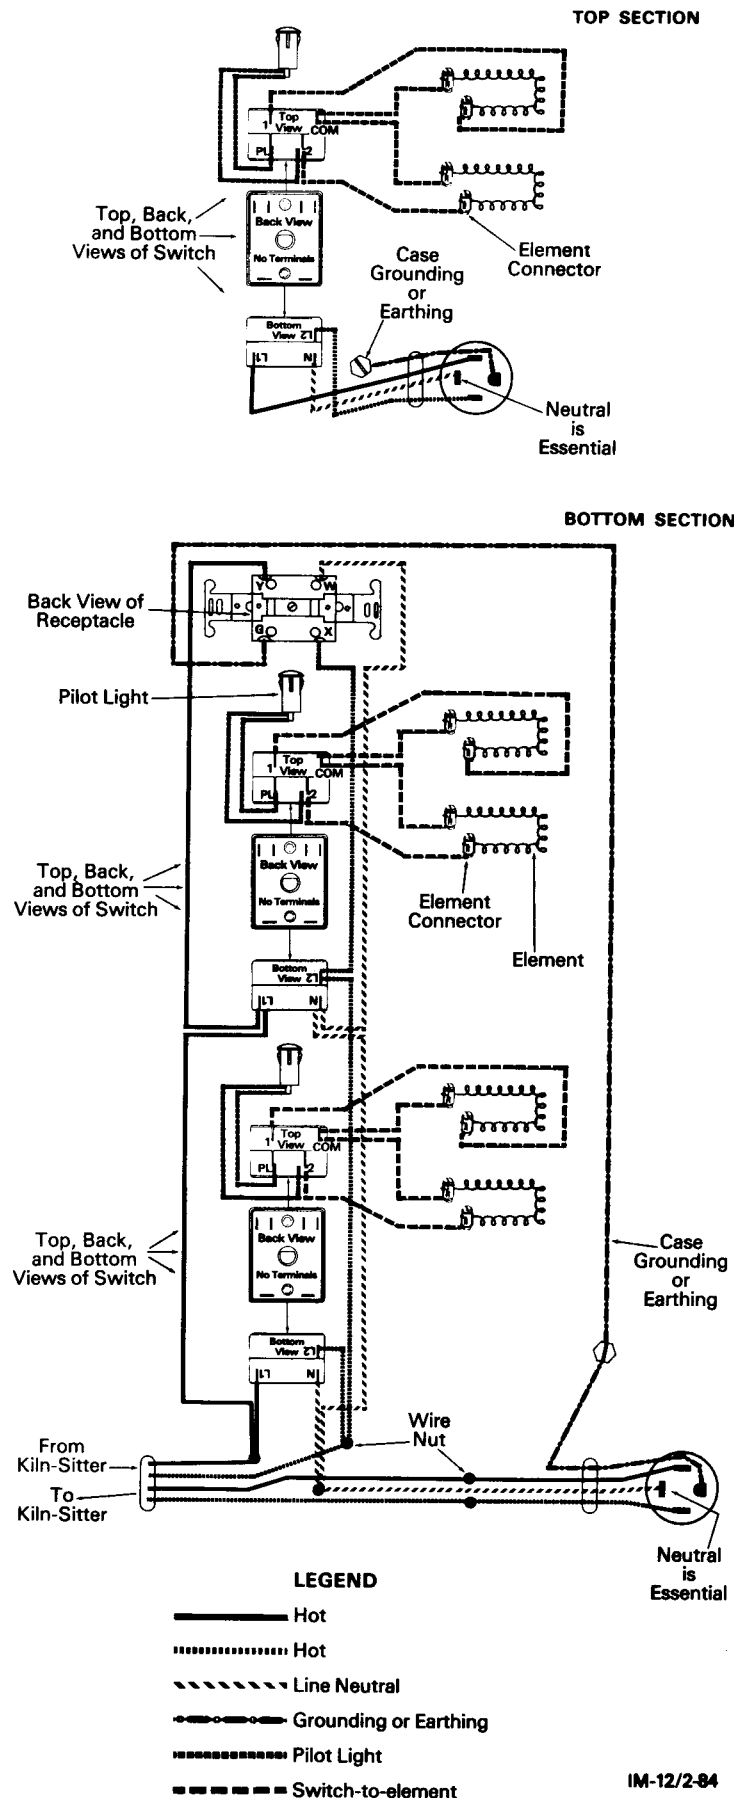 TOP SECTION
Top
View
1
COM
PL
2
Back View
No Terminals
Top, Back,
and Bottom
Views of Switch
Case
Grounding
or
Earthing
Element
Connector
Bottom
View
L2
L1
N
Neutral
is
Essential
BOTTOM SECTION
Back View of
Receptacle
Y
W
G
X
Pilot Light
Top
View
1
COM
PL
2
Back View
No Terminals
Top, Back,
and Bottom
Views of Switch
Element
Connector
Element
Bottom
View
L2
L1
N
Top
View
1
COM
PL
2
Back View
No Terminals
Top, Back,
and Bottom
Views of Switch
Case
Grounding
or
Earthing
Bottom
View
L2
L1
N
From
Kiln-Sitter
To
Kiln-Sitter
Wire
Nut
Neutral
is
Essential
LEGEND
Hot
Hot
Line Neutral
Grounding or Earthing
Pilot Light
Switch-to-element
IM-12/2-84